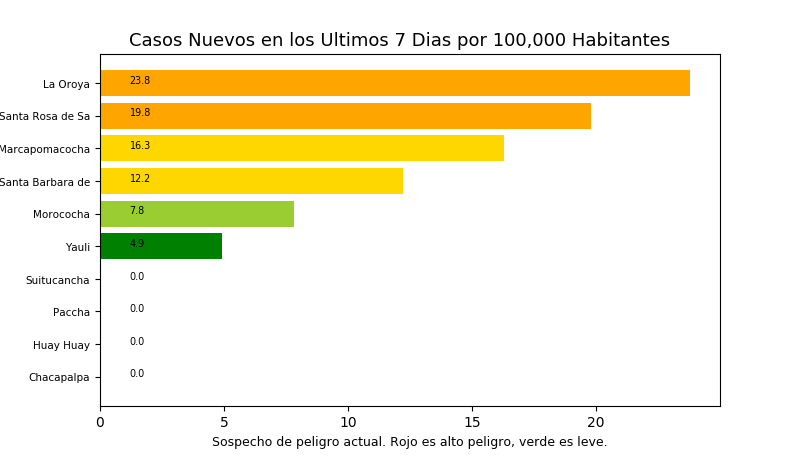 Casos Nuevos en los Ultimos 7 Dias por 100,000 Habitantes
La Oroya 23.8
Santa Rosa de Sa 19.8
Marcapomacocha 16.3
Santa Barbara de 12.2
Morococha 7.8
Yauli 4.9
Suitucancha 0.0
Paccha 0.0
Huay Huay 0.0
Chacapalpa 0.0
0 5 10 15 20
Sospecho de peligro actual. Rojo es alto peligro, verde es leve.